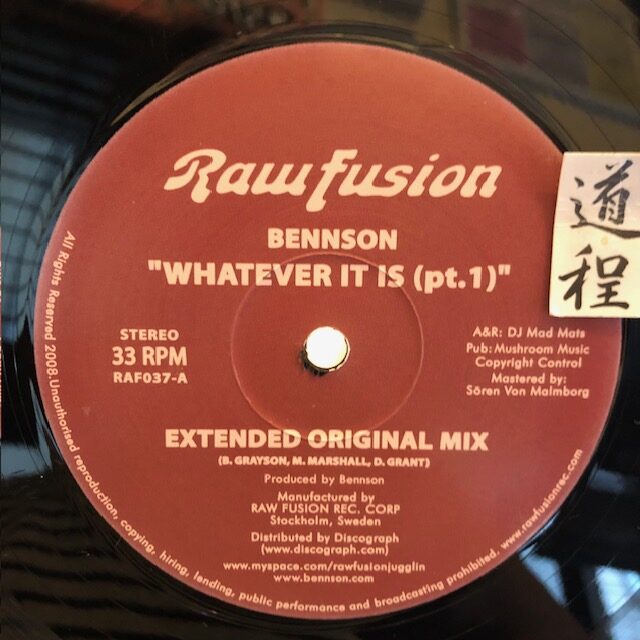 Rawfusion
BENNSON
"WHATEVER IT IS (pt.1)"
道程
STEREO
33 RPM
RAF037-A
A&R: DJ Mad Mats
Pub: Mushroom Music
Copyright Control
Mastered by:
Sören Von Malmborg
EXTENDED ORIGINAL MIX
(B. GRAYSON, M. MARSHALL, D. GRANT)
Produced by Bennson
Manufactured by
RAW FUSION REC. CORP
Stockholm, Sweden
Distributed by Discograph
(www.discograph.com)
www.myspace.com/rawfusionjugglin
www.bennson.com
All Rights Reserved 2008.Unauthorised reproduction, copying, hiring, lending, public performance and broadcasting prohibited. www.rawfusionrec.com